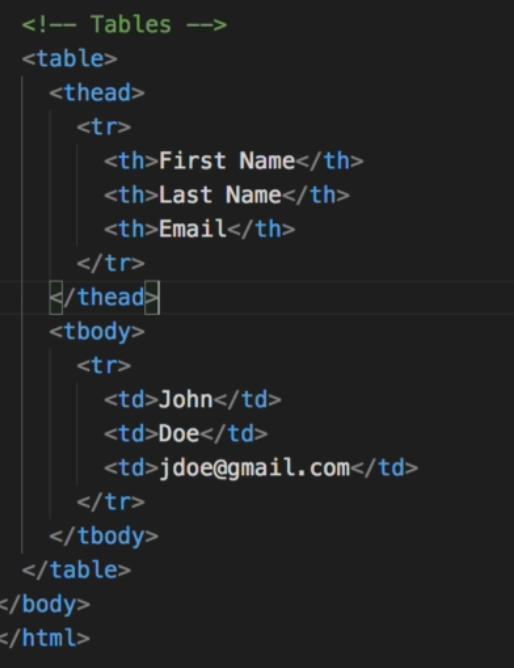 <!-- Tables -->
<table>
<thead>
<tr>
<th>First Name</th>
<th>Last Name</th>
<th>Email</th>
</tr>
</thead>
<tbody>
<tr>
<td>John</td>
<td>Doe</td>
<td>jdoe@gmail.com</td>
</tr>
</tbody>
</table>
</body>
</html>